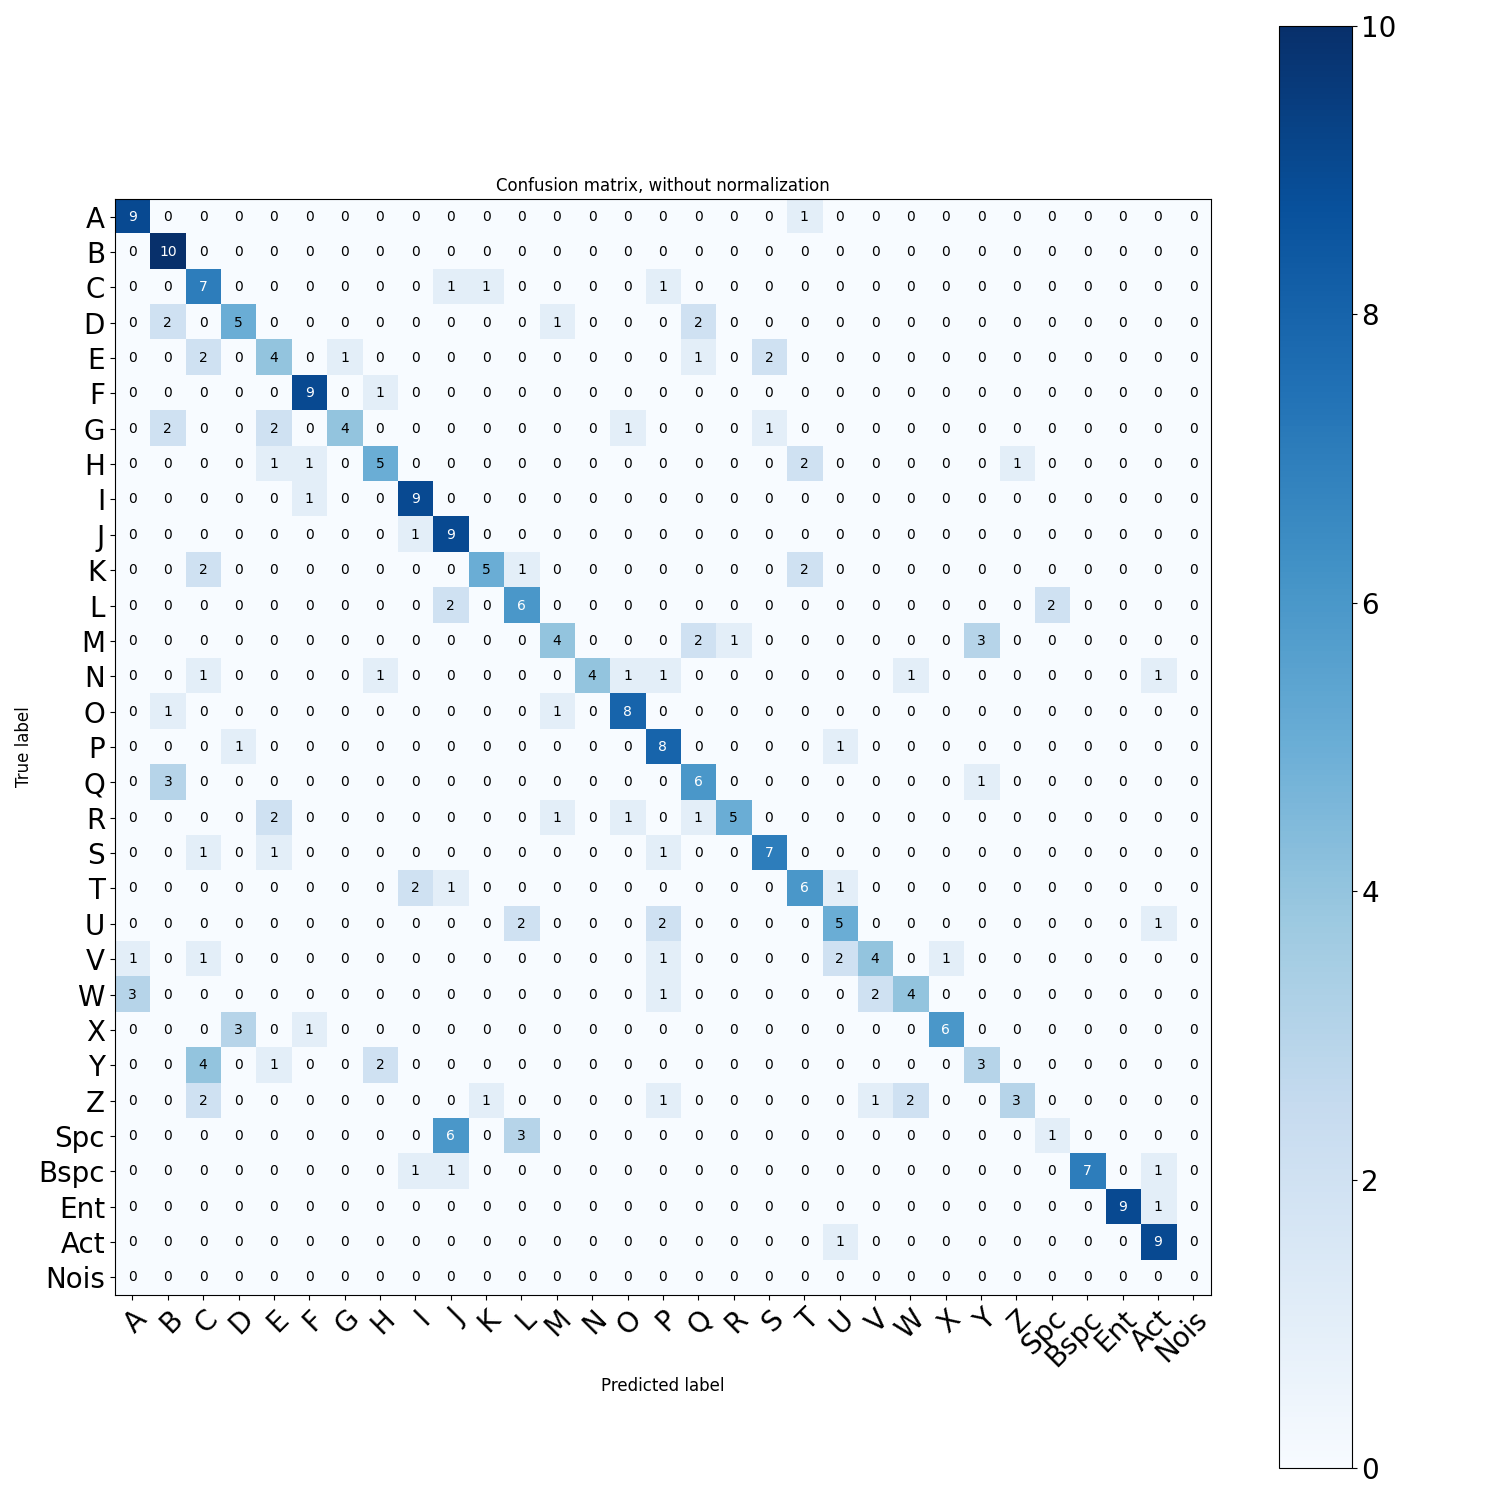 Confusion matrix, without normalization
A 9 0 0 0 0 0 0 0 0 0 0 0 0 0 0 0 0 0 0 1 0 0 0 0 0 0 0 0 0 0 0
B 0 10 0 0 0 0 0 0 0 0 0 0 0 0 0 0 0 0 0 0 0 0 0 0 0 0 0 0 0 0 0
C 0 0 7 0 0 0 0 0 0 1 1 0 0 0 0 1 0 0 0 0 0 0 0 0 0 0 0 0 0 0 0
D 0 2 0 5 0 0 0 0 0 0 0 0 1 0 0 0 2 0 0 0 0 0 0 0 0 0 0 0 0 0 0
E 0 0 2 0 4 0 1 0 0 0 0 0 0 0 0 0 1 0 2 0 0 0 0 0 0 0 0 0 0 0 0
F 0 0 0 0 0 9 0 1 0 0 0 0 0 0 0 0 0 0 0 0 0 0 0 0 0 0 0 0 0 0 0
G 0 2 0 0 2 0 4 0 0 0 0 0 0 0 1 0 0 0 1 0 0 0 0 0 0 0 0 0 0 0 0
H 0 0 0 0 1 1 0 5 0 0 0 0 0 0 0 0 0 0 0 2 0 0 0 0 0 1 0 0 0 0 0
I 0 0 0 0 0 1 0 0 9 0 0 0 0 0 0 0 0 0 0 0 0 0 0 0 0 0 0 0 0 0 0
J 0 0 0 0 0 0 0 0 1 9 0 0 0 0 0 0 0 0 0 0 0 0 0 0 0 0 0 0 0 0 0
K 0 0 2 0 0 0 0 0 0 0 5 1 0 0 0 0 0 0 0 2 0 0 0 0 0 0 0 0 0 0 0
L 0 0 0 0 0 0 0 0 0 2 0 6 0 0 0 0 0 0 0 0 0 0 0 0 0 0 2 0 0 0 0
M 0 0 0 0 0 0 0 0 0 0 0 0 4 0 0 0 2 1 0 0 0 0 0 0 3 0 0 0 0 0 0
N 0 0 1 0 0 0 0 1 0 0 0 0 0 4 1 1 0 0 0 0 0 0 1 0 0 0 0 0 0 1 0
O 0 1 0 0 0 0 0 0 0 0 0 0 1 0 8 0 0 0 0 0 0 0 0 0 0 0 0 0 0 0 0
P 0 0 0 1 0 0 0 0 0 0 0 0 0 0 0 8 0 0 0 0 1 0 0 0 0 0 0 0 0 0 0
Q 0 3 0 0 0 0 0 0 0 0 0 0 0 0 0 0 6 0 0 0 0 0 0 0 1 0 0 0 0 0 0
R 0 0 0 0 2 0 0 0 0 0 0 0 1 0 1 0 1 5 0 0 0 0 0 0 0 0 0 0 0 0 0
S 0 0 1 0 1 0 0 0 0 0 0 0 0 0 0 1 0 0 7 0 0 0 0 0 0 0 0 0 0 0 0
T 0 0 0 0 0 0 0 0 2 1 0 0 0 0 0 0 0 0 0 6 1 0 0 0 0 0 0 0 0 0 0
U 0 0 0 0 0 0 0 0 0 0 0 2 0 0 0 2 0 0 0 0 5 0 0 0 0 0 0 0 0 1 0
V 1 0 1 0 0 0 0 0 0 0 0 0 0 0 0 1 0 0 0 0 2 4 0 1 0 0 0 0 0 0 0
W 3 0 0 0 0 0 0 0 0 0 0 0 0 0 0 1 0 0 0 0 0 2 4 0 0 0 0 0 0 0 0
X 0 0 0 3 0 1 0 0 0 0 0 0 0 0 0 0 0 0 0 0 0 0 0 6 0 0 0 0 0 0 0
Y 0 0 4 0 1 0 0 2 0 0 0 0 0 0 0 0 0 0 0 0 0 0 0 0 3 0 0 0 0 0 0
Z 0 0 2 0 0 0 0 0 0 0 1 0 0 0 0 1 0 0 0 0 0 1 2 0 0 3 0 0 0 0 0
Spc 0 0 0 0 0 0 0 0 0 6 0 3 0 0 0 0 0 0 0 0 0 0 0 0 0 0 1 0 0 0 0
Bspc 0 0 0 0 0 0 0 0 1 1 0 0 0 0 0 0 0 0 0 0 0 0 0 0 0 0 0 7 0 1 0
Ent 0 0 0 0 0 0 0 0 0 0 0 0 0 0 0 0 0 0 0 0 0 0 0 0 0 0 0 0 9 1 0
Act 0 0 0 0 0 0 0 0 0 0 0 0 0 0 0 0 0 0 0 0 1 0 0 0 0 0 0 0 0 9 0
Nois 0 0 0 0 0 0 0 0 0 0 0 0 0 0 0 0 0 0 0 0 0 0 0 0 0 0 0 0 0 0 0
A B C D E F G H I J K L M N O P Q R S T U V W X Y Z Spc Bspc Ent Act Nois
True label
Predicted label
10
8
6
4
2
0